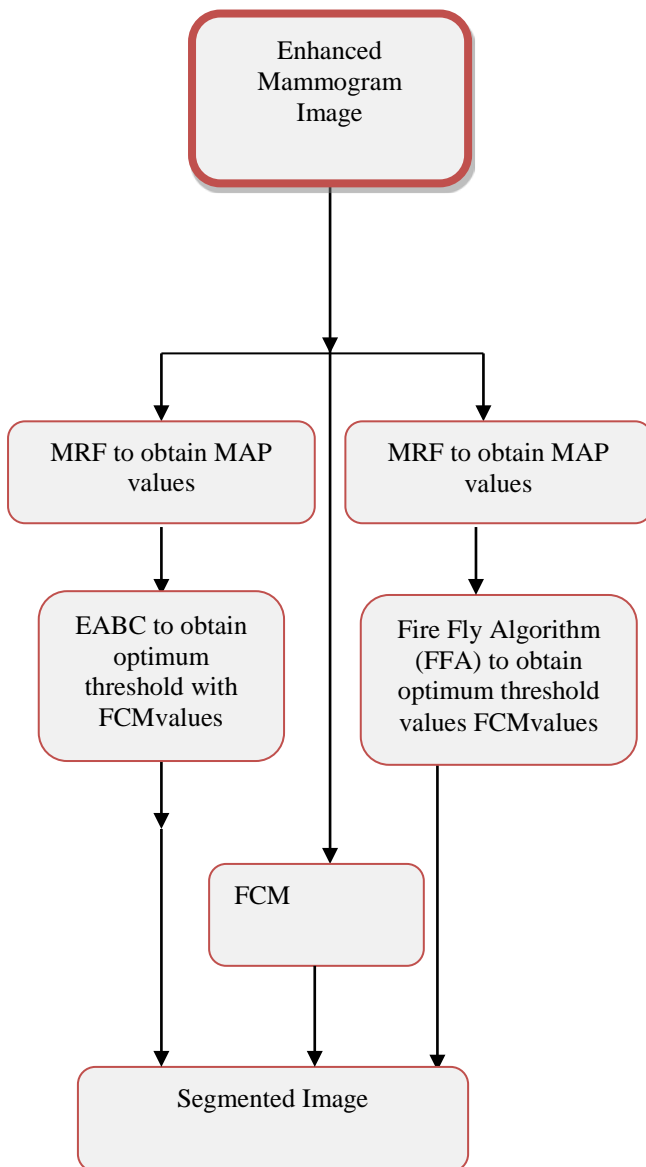 Enhanced
Mammogram
Image
MRF to obtain MAP
values
MRF to obtain MAP
values
EABC to obtain
optimum
threshold with
FCMvalues
Fire Fly Algorithm
(FFA) to obtain
optimum threshold
values FCMvalues
FCM
Segmented Image